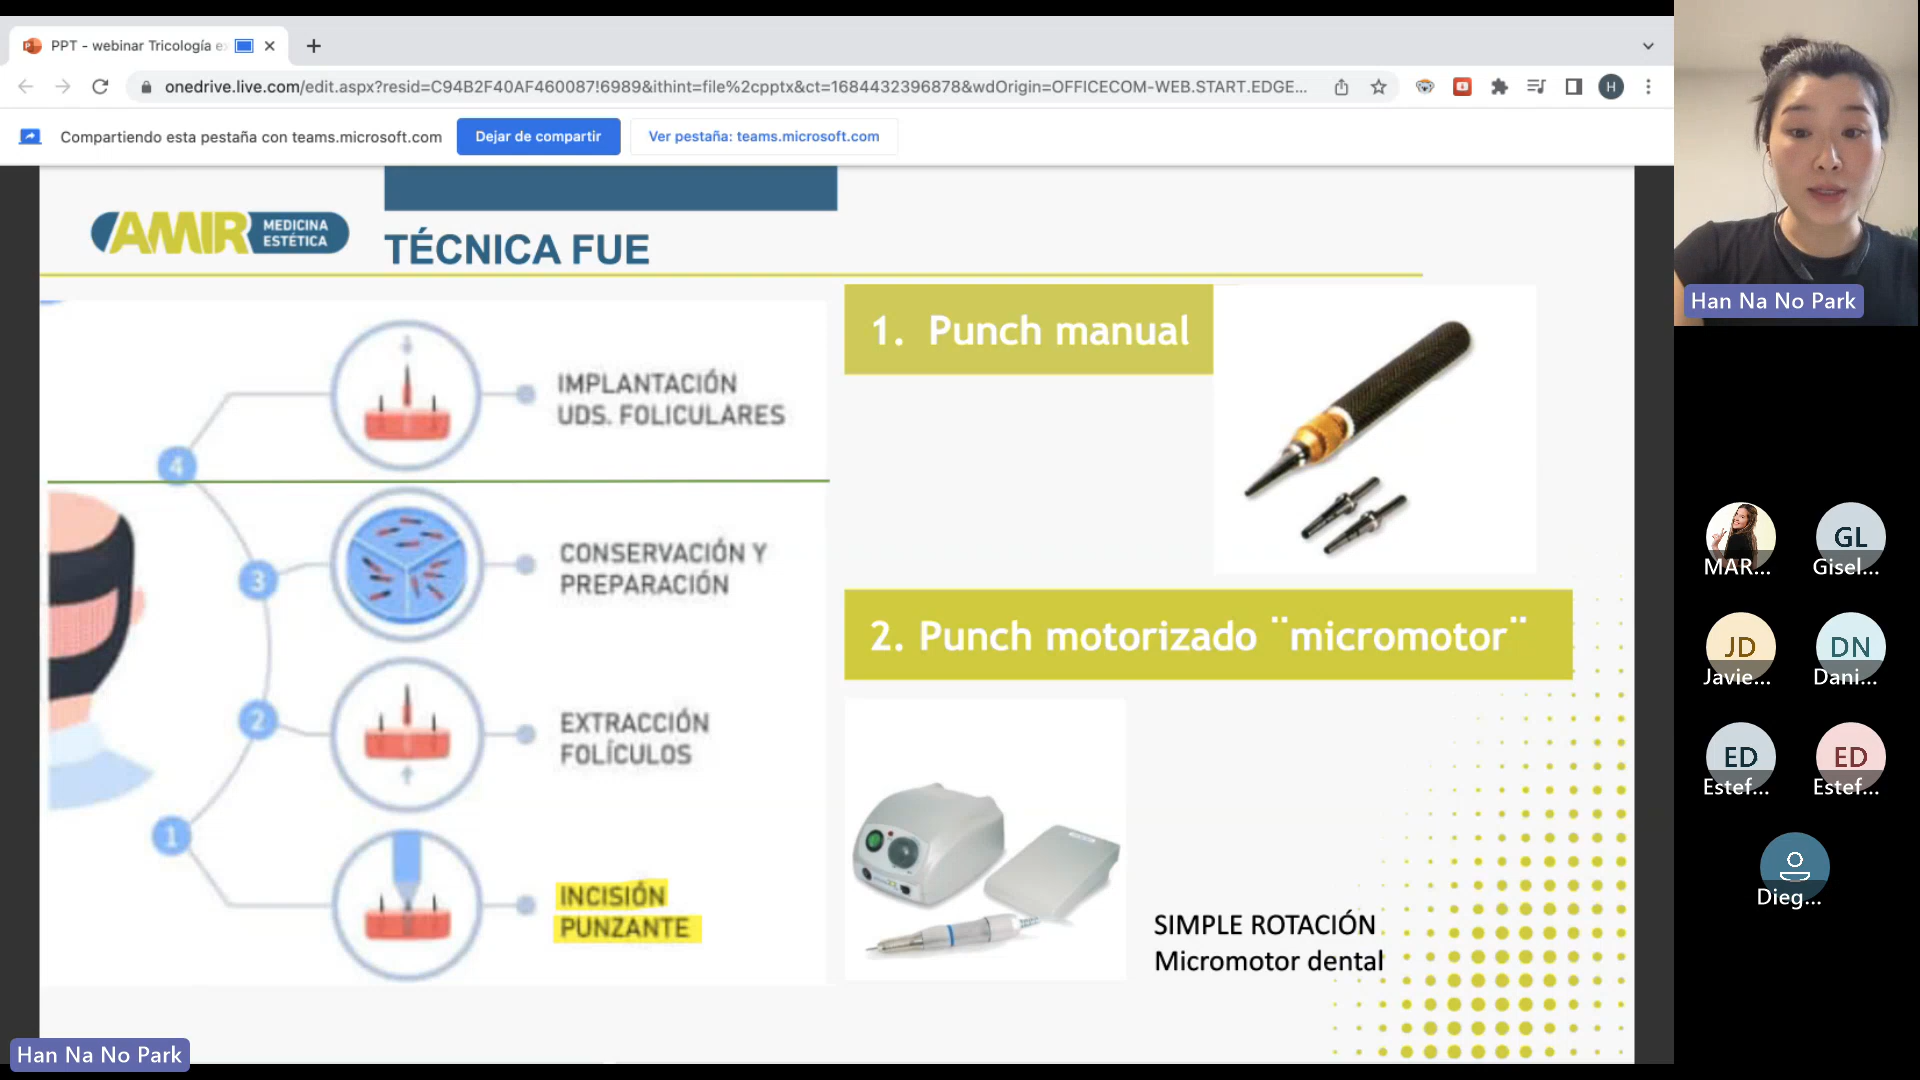 PPT - webinar Tricología e
onedrive.live.com/edit.aspx?resid=C94B2F40AF460087!6989&ithint=file%2cpptx&ct=1684432396878&wdOrigin=OFFICECOM-WEB.START.EDGE...
H
Compartiendo esta pestaña con teams.microsoft.com
Dejar de compartir
Ver pestaña: teams.microsoft.com
AMIR MEDICINA ESTÉTICA
TÉCNICA FUE
4
IMPLANTACIÓN
UDS. FOLICULARES
3
CONSERVACIÓN Y
PREPARACIÓN
2
EXTRACCIÓN
FOLÍCULOS
1
INCISIÓN
PUNZANTE
1. Punch manual
2. Punch motorizado ¨micromotor¨
SIMPLE ROTACIÓN
Micromotor dental
Han Na No Park
Han Na No Park
MAR...
GL
Gisel...
JD
Javie...
DN
Dani...
ED
Estef...
ED
Estef...
Dieg...